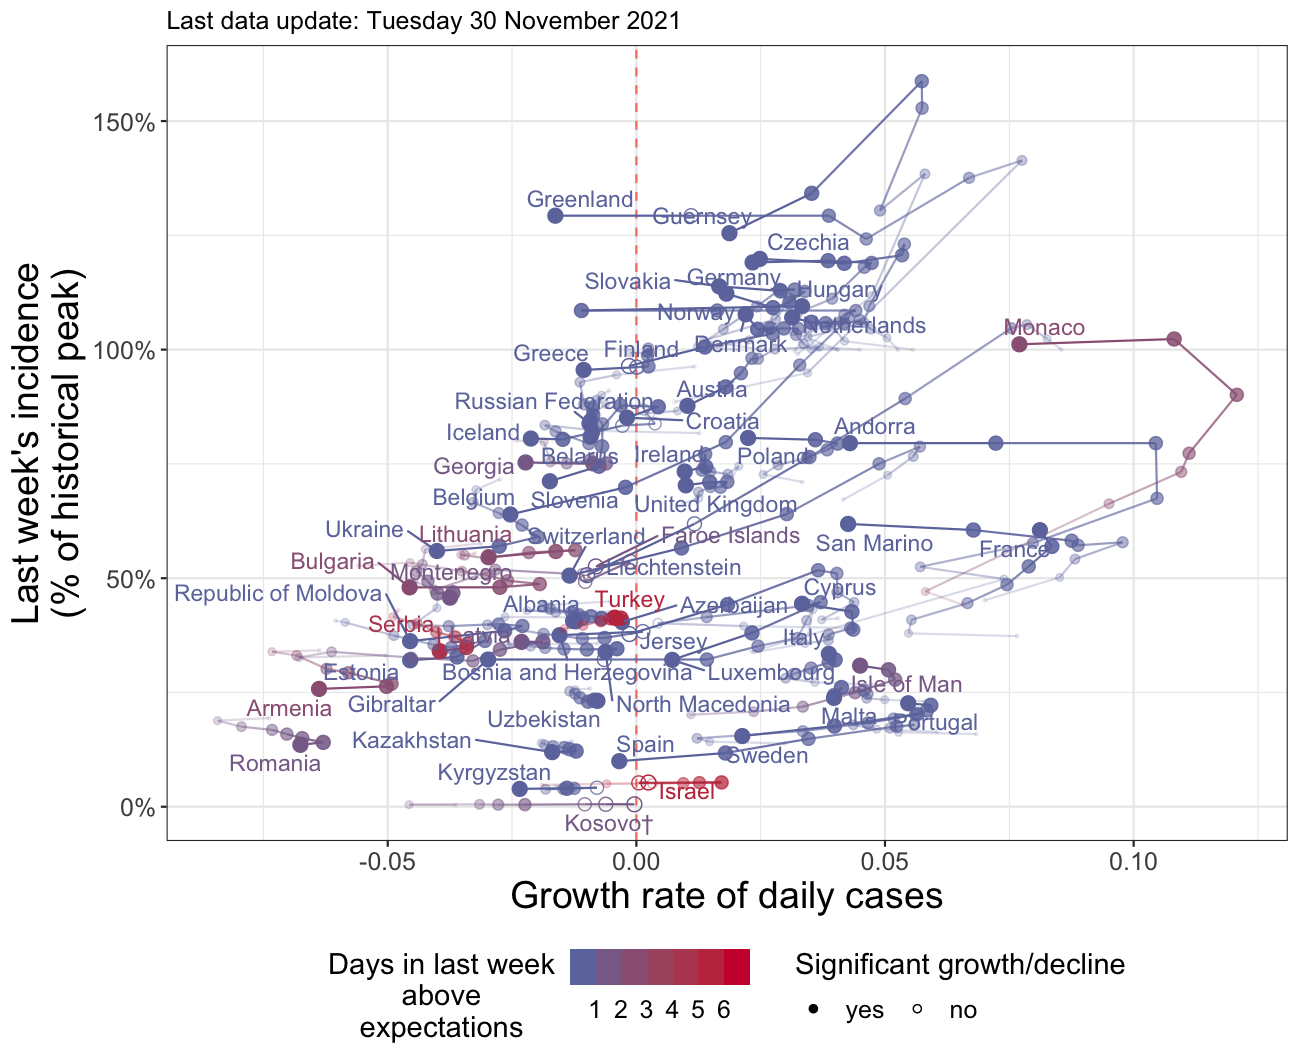 Last data update: Tuesday 30 November 2021
Last week's incidence
(% of historical peak)
150%
100%
50%
0%
Greenland
Guernsey
Czechia
Slovakia
Germany
Hungary
Norway
Netherlands
Monaco
Denmark
Finland
Greece
Austria
Russian Federation
Croatia
Iceland
Andorra
Belarus
Ireland
Poland
Georgia
Belgium
Slovenia
United Kingdom
Ukraine
Lithuania
Switzerland
Faroe Islands
San Marino
France
Bulgaria
Montenegro
Liechtenstein
Republic of Moldova
Albania
Turkey
Azerbaijan
Cyprus
Serbia
Latvia
Jersey
Italy
Estonia
Bosnia and Herzegovina
Luxembourg
Isle of Man
Armenia
Gibraltar
North Macedonia
Uzbekistan
Malta
Portugal
Kazakhstan
Spain
Sweden
Romania
Kyrgyzstan
Israel
Kosovo†
-0.05 0.00 0.05 0.10
Growth rate of daily cases
Days in last week
above
expectations
1 2 3 4 5 6
Significant growth/decline
yes no